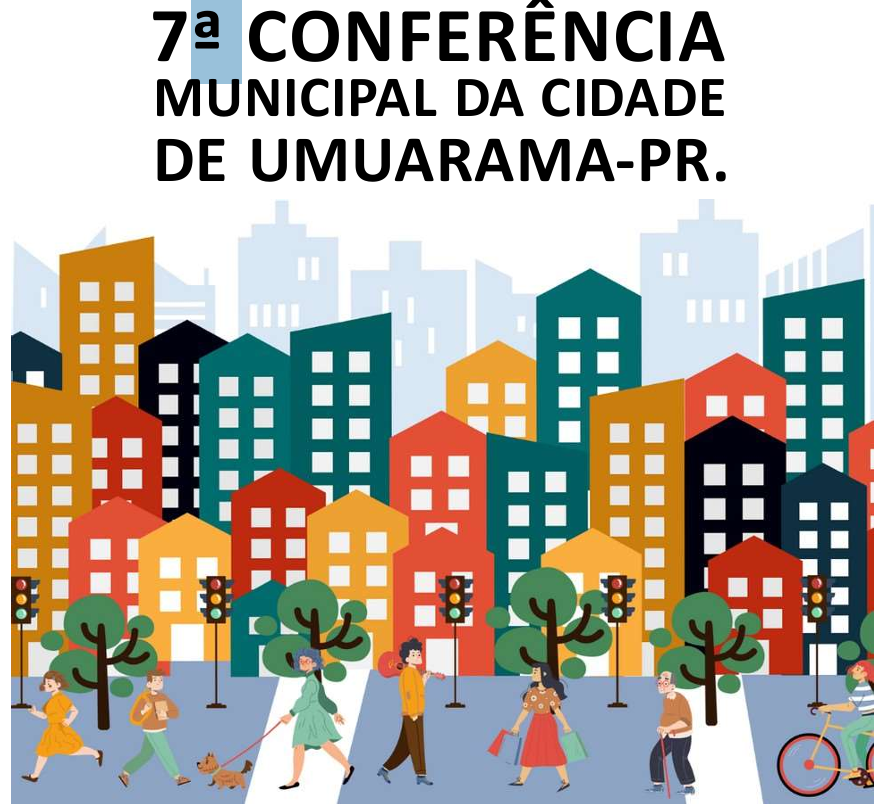 7ª CONFERÊNCIA
MUNICIPAL DA CIDADE
DE UMUARAMA-PR.